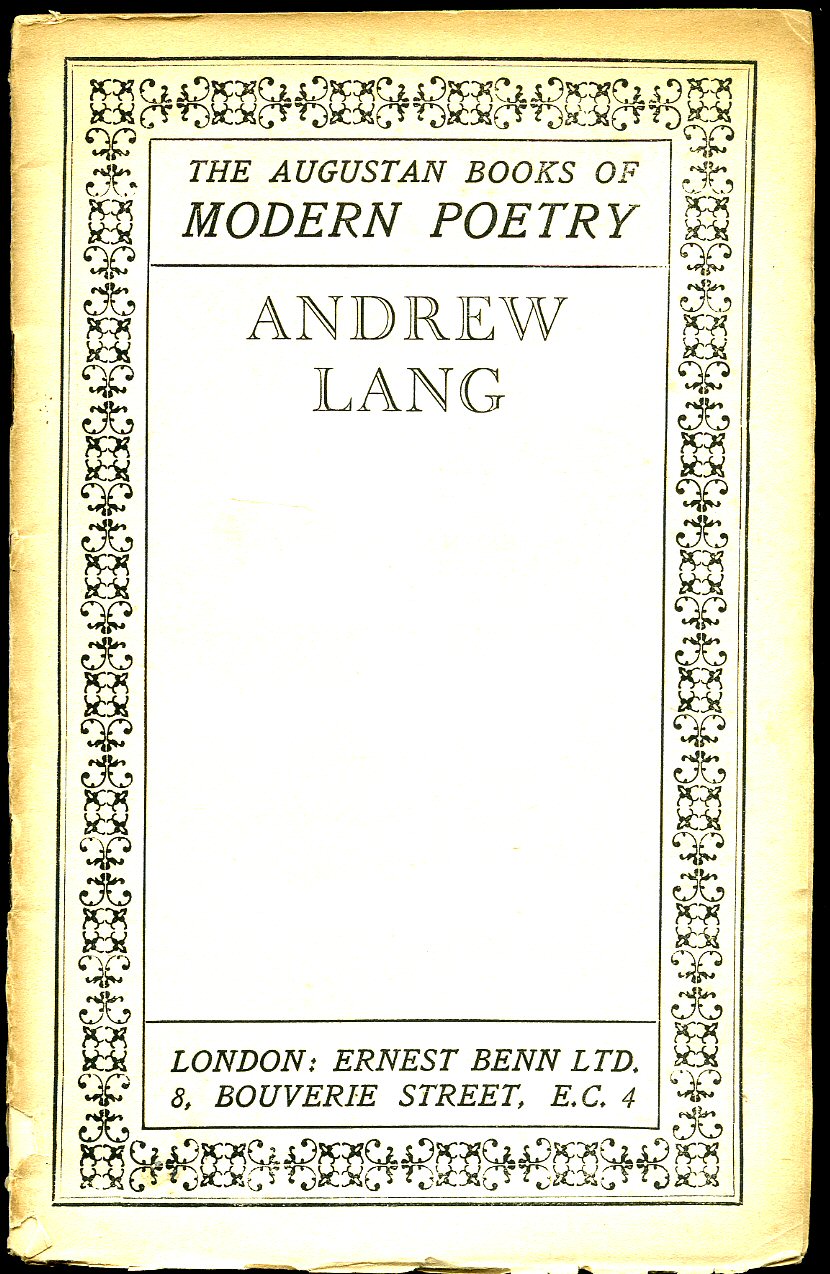 THE AUGUSTAN BOOKS OF
MODERN POETRY
ANDREW
LANG
LONDON: ERNEST BENN LTD.
8, BOUVERIE STREET, E.C. 4